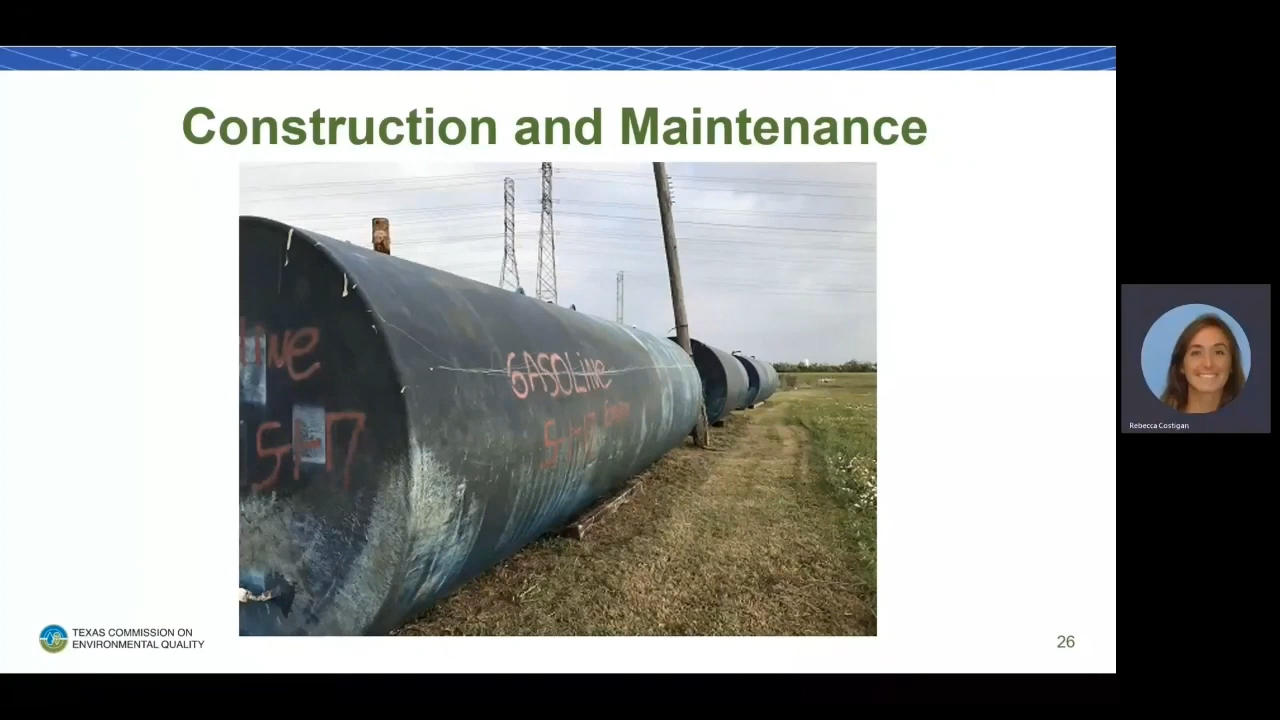 Construction and Maintenance
GASOLine
TEXAS COMMISSION ON
ENVIRONMENTAL QUALITY
26
Rebecca Costigan